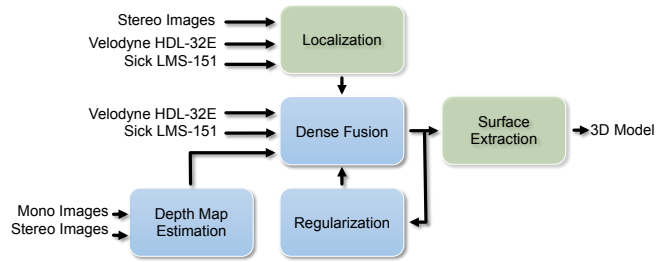 Stereo Images
Velodyne HDL-32E
Sick LMS-151
Localization
Velodyne HDL-32E
Sick LMS-151
Dense Fusion
Surface
Extraction
3D Model
Mono Images
Stereo Images
Depth Map
Estimation
Regularization